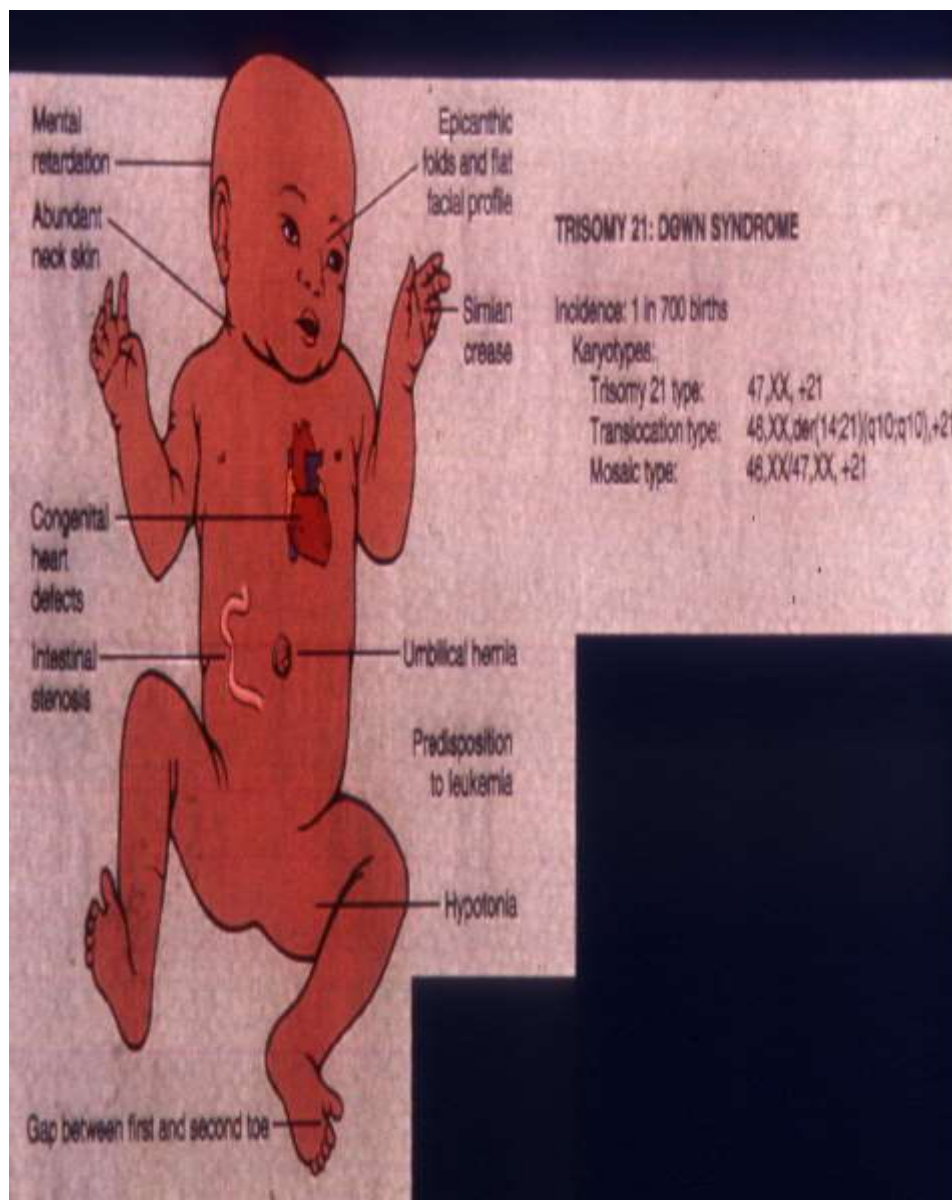 Mental
retardation
Abundant
neck skin
Epicanthic
folds and flat
facial profile
Simian
crease
TRISOMY 21: DOWN SYNDROME
Incidence: 1 in 700 births
Karyotypes:
Trisomy 21 type: 47,XX, +21
Translocation type: 46,XX,der(14;21)(q10;q10),+21
Mosaic type: 46,XX/47,XX, +21
Congenital
heart
defects
Intestinal
stenosis
Umbilical hernia
Predisposition
to leukemia
Hypotonia
Gap between first and second toe